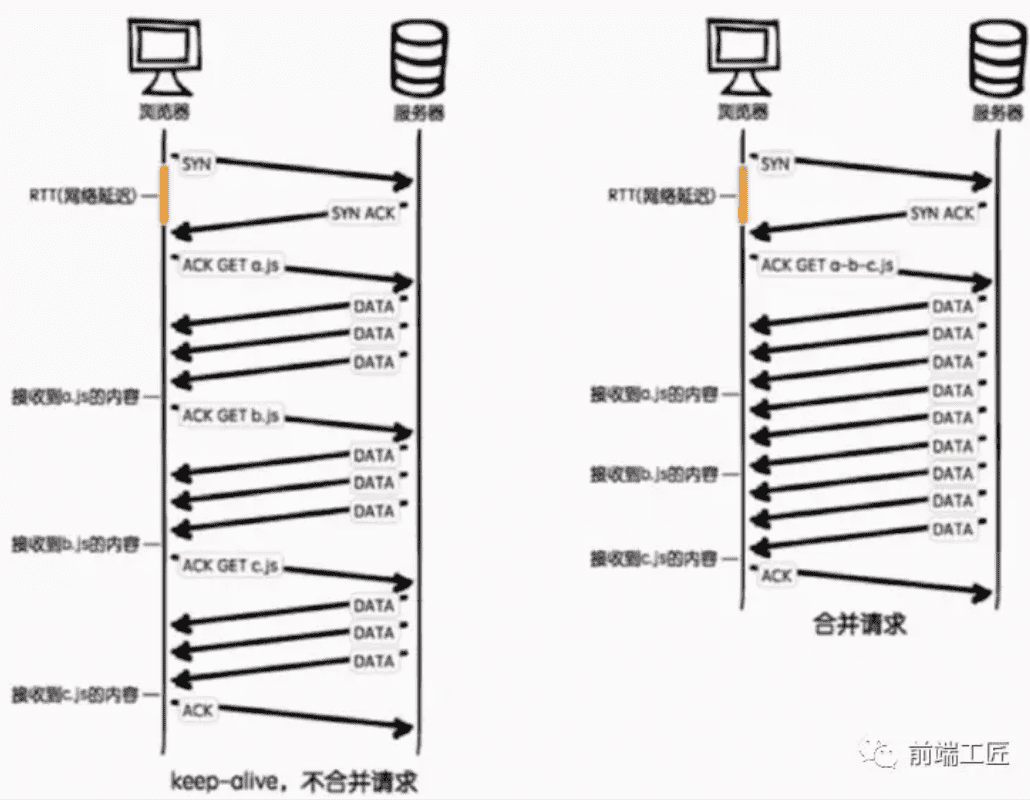 浏览器
服务器
SYN
RTT(网络延迟)
SYN ACK
ACK GET a.js
DATA
DATA
DATA
接收到a.js的内容
ACK GET b.js
DATA
DATA
DATA
接收到b.js的内容
ACK GET c.js
DATA
DATA
DATA
接收到c.js的内容
ACK
keep-alive，不合并请求
浏览器
服务器
SYN
RTT(网络延迟)
SYN ACK
ACK GET a-b-c.js
DATA
DATA
DATA
接收到a.js的内容
DATA
DATA
DATA
接收到b.js的内容
DATA
DATA
DATA
接收到c.js的内容
ACK
合并请求
前端工匠